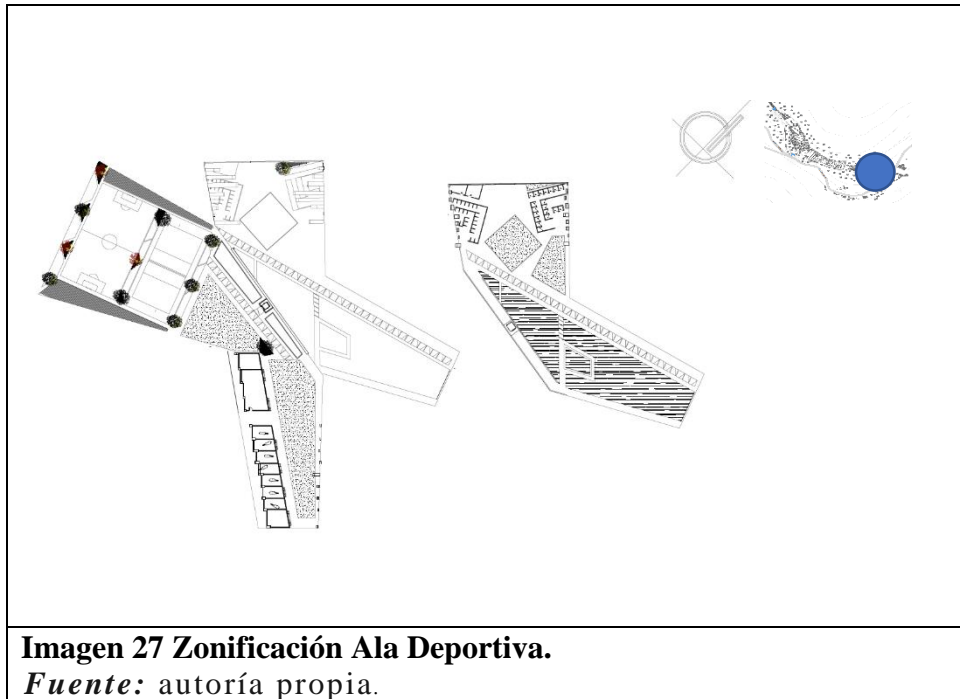 Imagen 27 Zonificación Ala Deportiva.
Fuente: autoría propia.